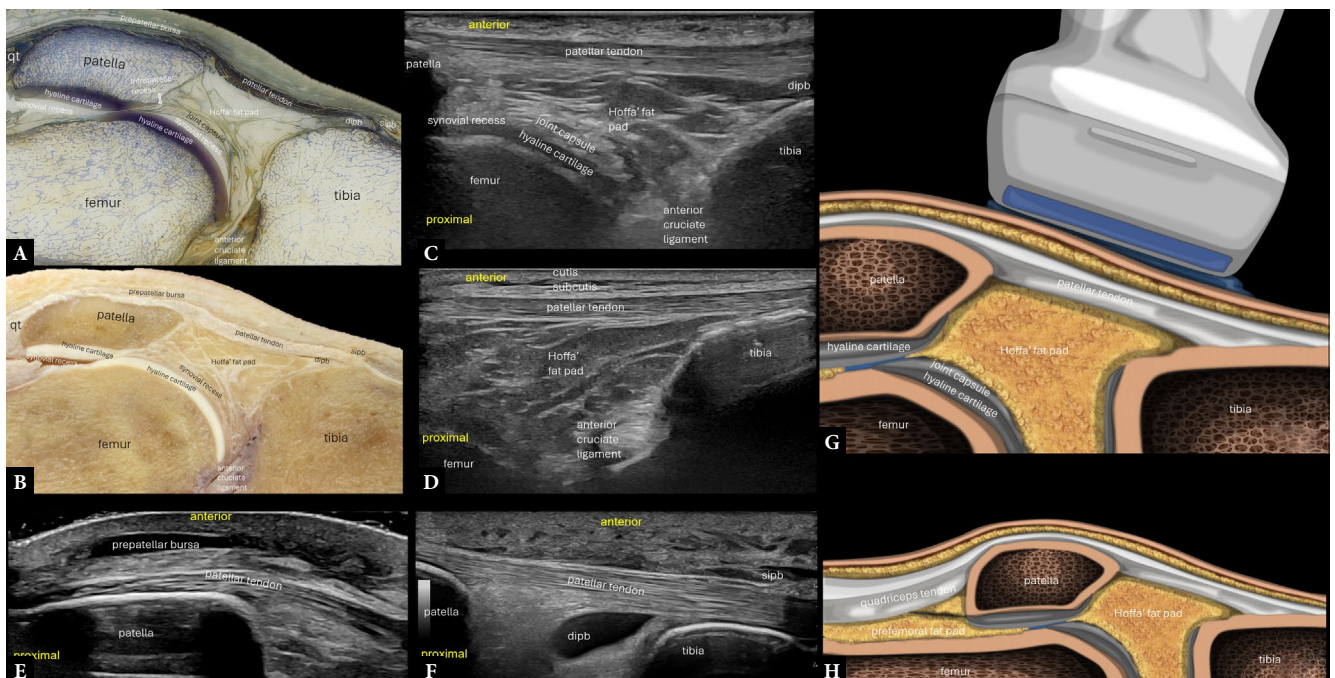 prepatellar bursa
qt
patella
infrapatellar
recess
patellar tendon
hyaline cartilage
synovial recess
Hoffa' fat pad
joint capsule
synovial recess
hyaline cartilage
dipb
sipb
femur
tibia
anterior
cruciate
ligament
A
anterior
patellar tendon
patella
dipb
Hoffa' fat
pad
synovial recess
joint capsule
hyaline cartilage
tibia
femur
proximal
anterior
cruciate
ligament
C
prepatellar bursa
qt
patella
patellar tendon
sipb
dipb
hyaline cartilage
synovial recess
Hoffa' fat pad
synovial recess
hyaline cartilage
femur
tibia
anterior
cruciate
ligament
B
anterior
cutis
subcutis
patellar tendon
Hoffa'
fat pad
tibia
anterior
cruciate
ligament
proximal
femur
D
patella
patellar tendon
hyaline cartilage
Hoffa' fat pad
joint capsule
hyaline cartilage
femur
tibia
G
anterior
prepatellar bursa
patellar tendon
patella
proximal
E
anterior
sipb
patellar tendon
patella
dipb
tibia
proximal
F
patella
quadriceps tendon
Hoffa' fat pad
prefemoral fat pad
femur
tibia
H